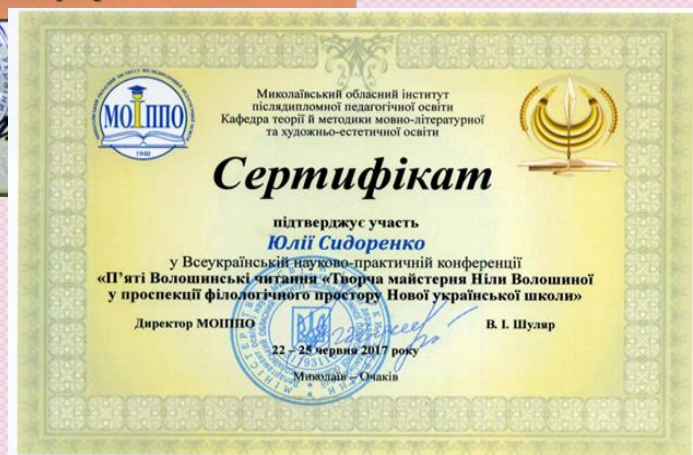 МОІППО
1940
Миколаївський обласний інститут
післядипломної педагогічної освіти
Кафедра теорії й методики мовно-літературної
та художньо-естетичної освіти
Сертифікат
підтверджує участь
Юлії Сидоренко
у Всеукраїнській науково-практичній конференції
«П’яті Волошинські читання «Творча майстерня Ніли Волошиної
у проспекції філологічного простору Нової української школи»
Директор МОІППО
В. І. Шуляр
22 – 25 червня 2017 року
Миколаїв – Очаків